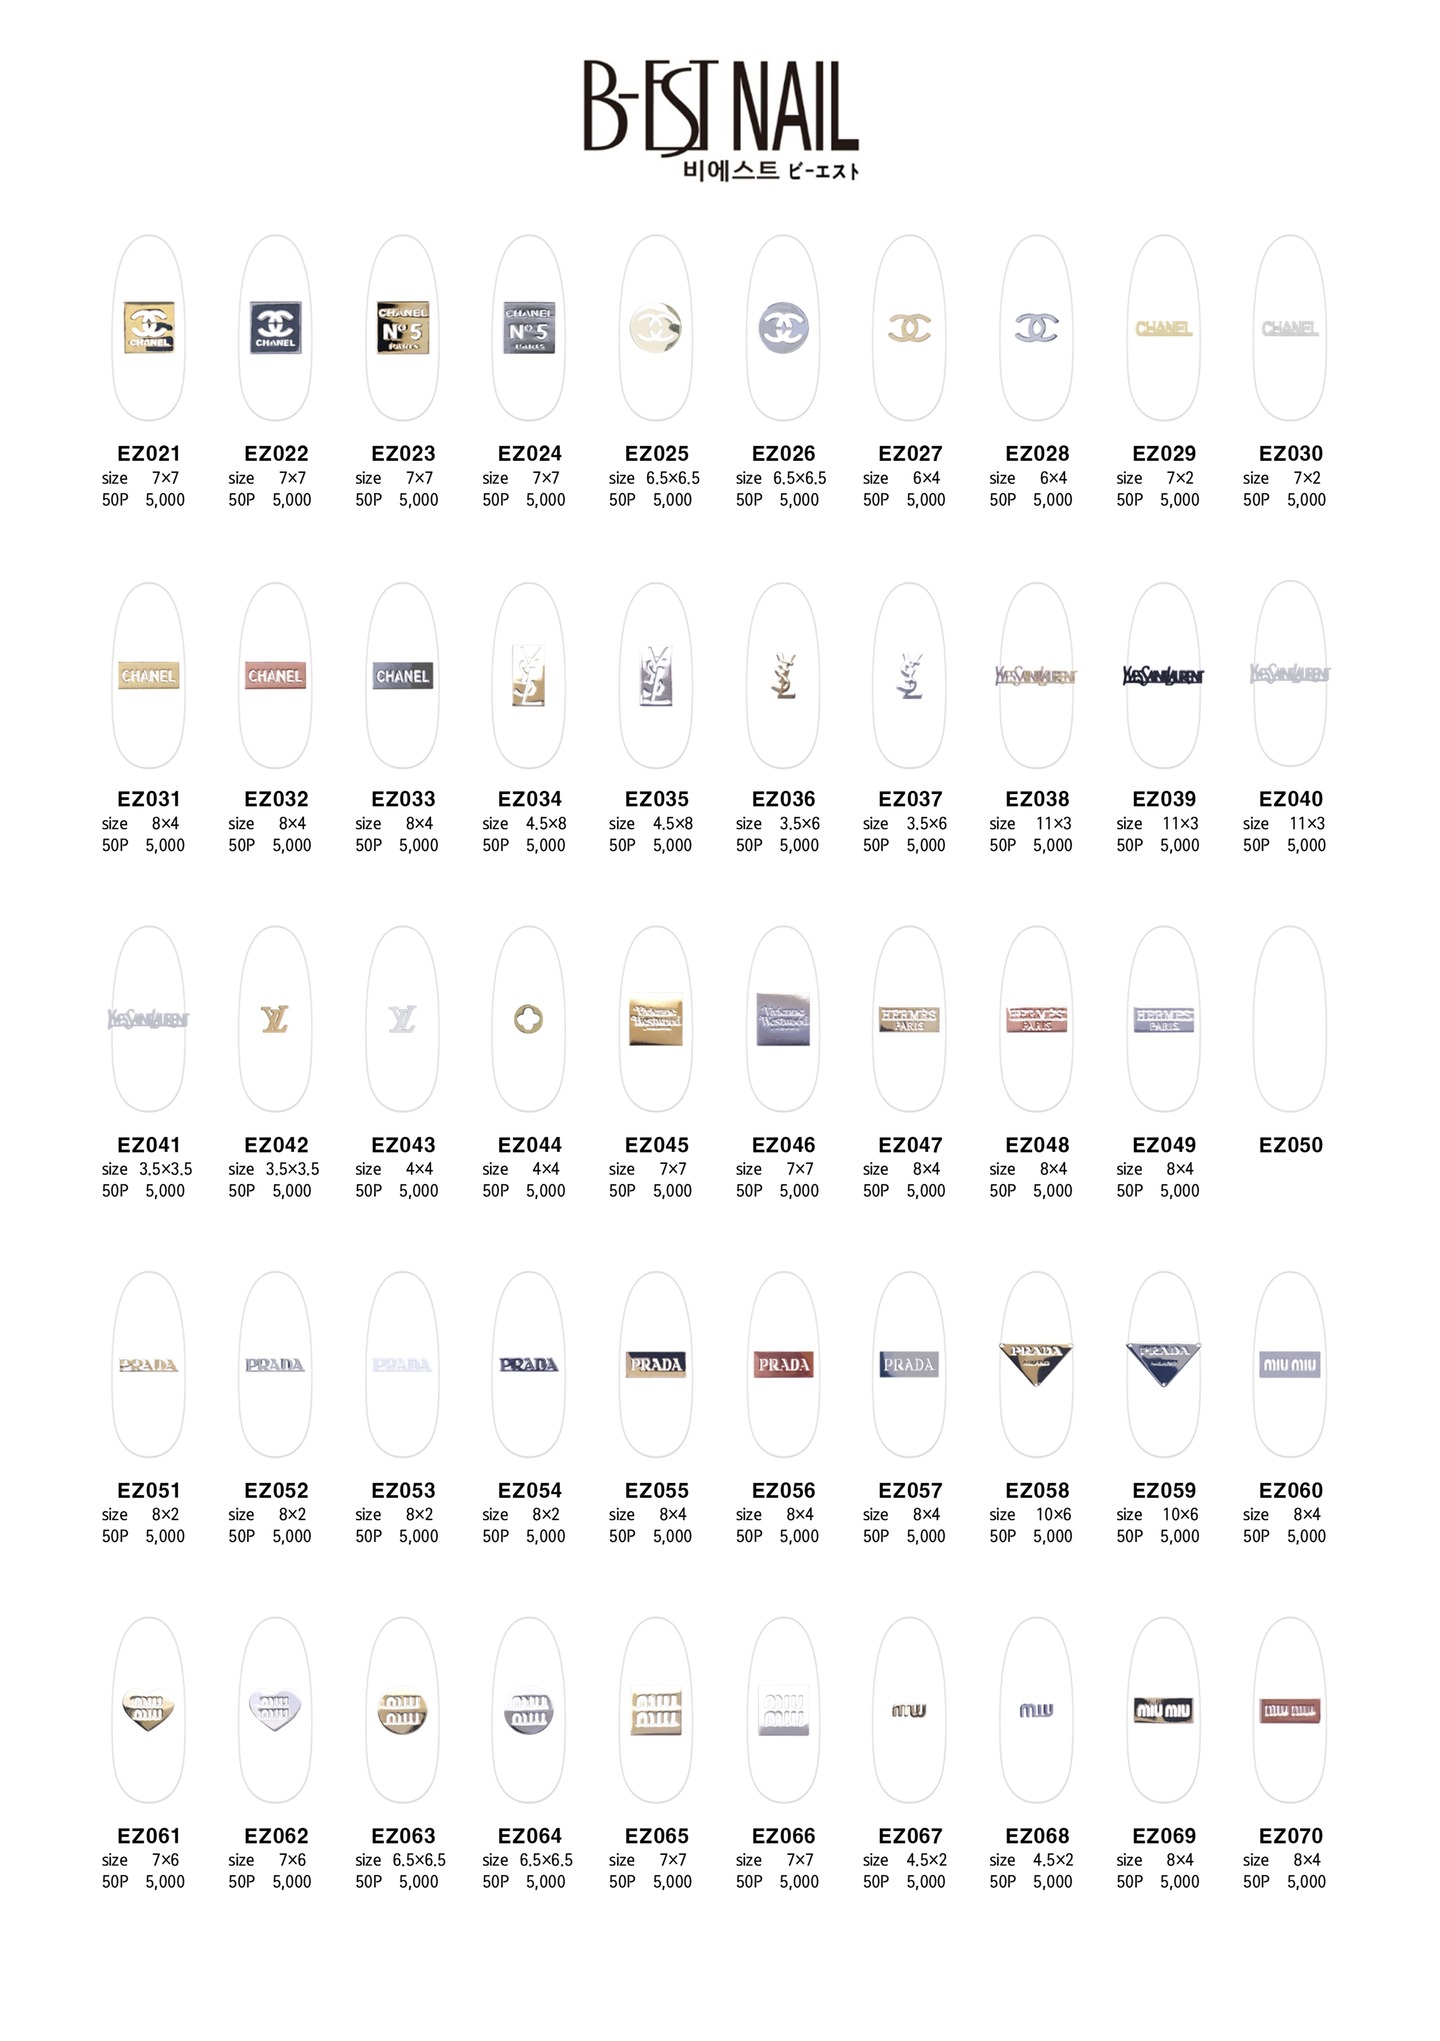 B-EST NAIL
비에스트 ビーエスト
CHANEL CHANEL CHANEL Nº5 PARIS CHANEL Nº5 PARIS CHANEL CHANEL
EZ021 EZ022 EZ023 EZ024 EZ025 EZ026 EZ027 EZ028 EZ029 EZ030
size 7×7 size 7×7 size 7×7 size 7×7 size 6.5×6.5 size 6.5×6.5 size 6×4 size 6×4 size 7×2 size 7×2
50P 5,000 50P 5,000 50P 5,000 50P 5,000 50P 5,000 50P 5,000 50P 5,000 50P 5,000 50P 5,000 50P 5,000
CHANEL CHANEL CHANEL YSL YSL YSL YSL YVESSAINTLAURENT YVESSAINTLAURENT YVESSAINTLAURENT
EZ031 EZ032 EZ033 EZ034 EZ035 EZ036 EZ037 EZ038 EZ039 EZ040
size 8×4 size 8×4 size 8×4 size 4.5×8 size 4.5×8 size 3.5×6 size 3.5×6 size 11×3 size 11×3 size 11×3
50P 5,000 50P 5,000 50P 5,000 50P 5,000 50P 5,000 50P 5,000 50P 5,000 50P 5,000 50P 5,000 50P 5,000
YVESSAINTLAURENT LV LV Vivienne Westwood Vivienne Westwood HERMES PARIS HERMES PARIS HERMES PARIS
EZ041 EZ042 EZ043 EZ044 EZ045 EZ046 EZ047 EZ048 EZ049 EZ050
size 3.5×3.5 size 3.5×3.5 size 4×4 size 4×4 size 7×7 size 7×7 size 8×4 size 8×4 size 8×4
50P 5,000 50P 5,000 50P 5,000 50P 5,000 50P 5,000 50P 5,000 50P 5,000 50P 5,000 50P 5,000
PRADA PRADA PRADA PRADA PRADA PRADA PRADA PRADA MILANO PRADA MILANO MIU MIU
EZ051 EZ052 EZ053 EZ054 EZ055 EZ056 EZ057 EZ058 EZ059 EZ060
size 8×2 size 8×2 size 8×2 size 8×2 size 8×4 size 8×4 size 8×4 size 10×6 size 10×6 size 8×4
50P 5,000 50P 5,000 50P 5,000 50P 5,000 50P 5,000 50P 5,000 50P 5,000 50P 5,000 50P 5,000 50P 5,000
MIU MIU MIU MIU MIU MIU MIU MIU MIU MIU MIU MIU MIU MIU MIU MIU MIU MIU
EZ061 EZ062 EZ063 EZ064 EZ065 EZ066 EZ067 EZ068 EZ069 EZ070
size 7×6 size 7×6 size 6.5×6.5 size 6.5×6.5 size 7×7 size 7×7 size 4.5×2 size 4.5×2 size 8×4 size 8×4
50P 5,000 50P 5,000 50P 5,000 50P 5,000 50P 5,000 50P 5,000 50P 5,000 50P 5,000 50P 5,000 50P 5,000